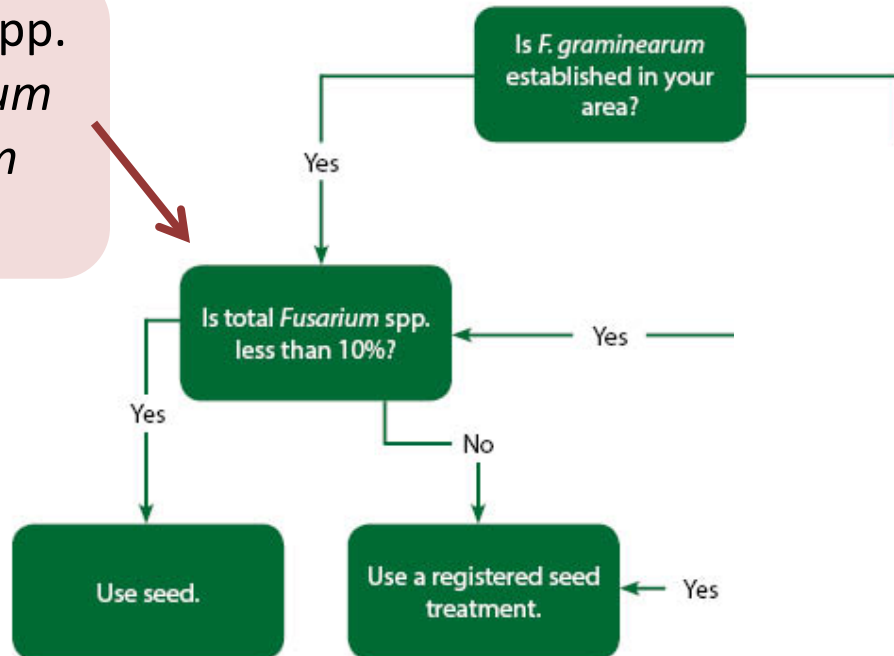 pp.
um
m
Is F. graminearum
established in your
area?
Yes
Is total Fusarium spp.
less than 10%?
Yes
Yes
No
Use seed.
Use a registered seed
treatment.
Yes